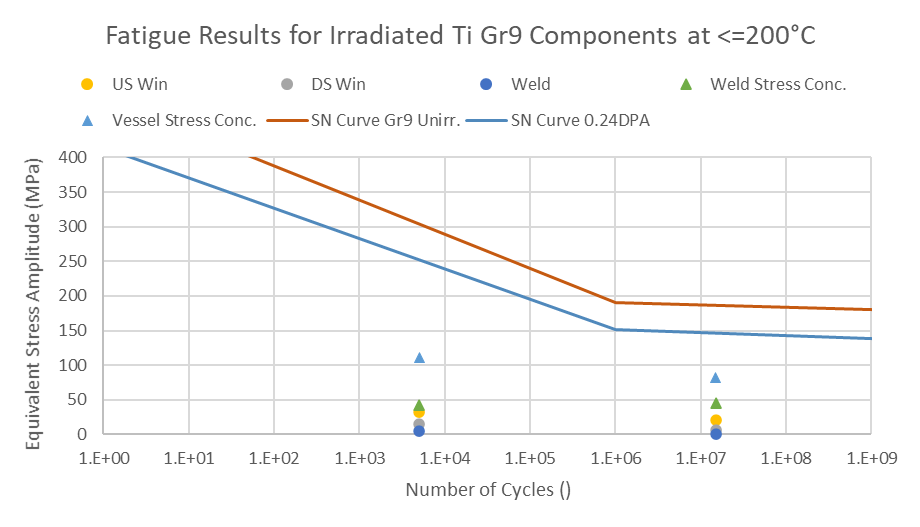 Fatigue Results for Irradiated Ti Gr9 Components at <=200°C
US Win DS Win Weld Weld Stress Conc.
Vessel Stress Conc. SN Curve Gr9 Unirr. SN Curve 0.24DPA
Equivalent Stress Amplitude (MPa)
400
350
300
250
200
150
100
50
0
1.E+00 1.E+01 1.E+02 1.E+03 1.E+04 1.E+05 1.E+06 1.E+07 1.E+08 1.E+09
Number of Cycles ()